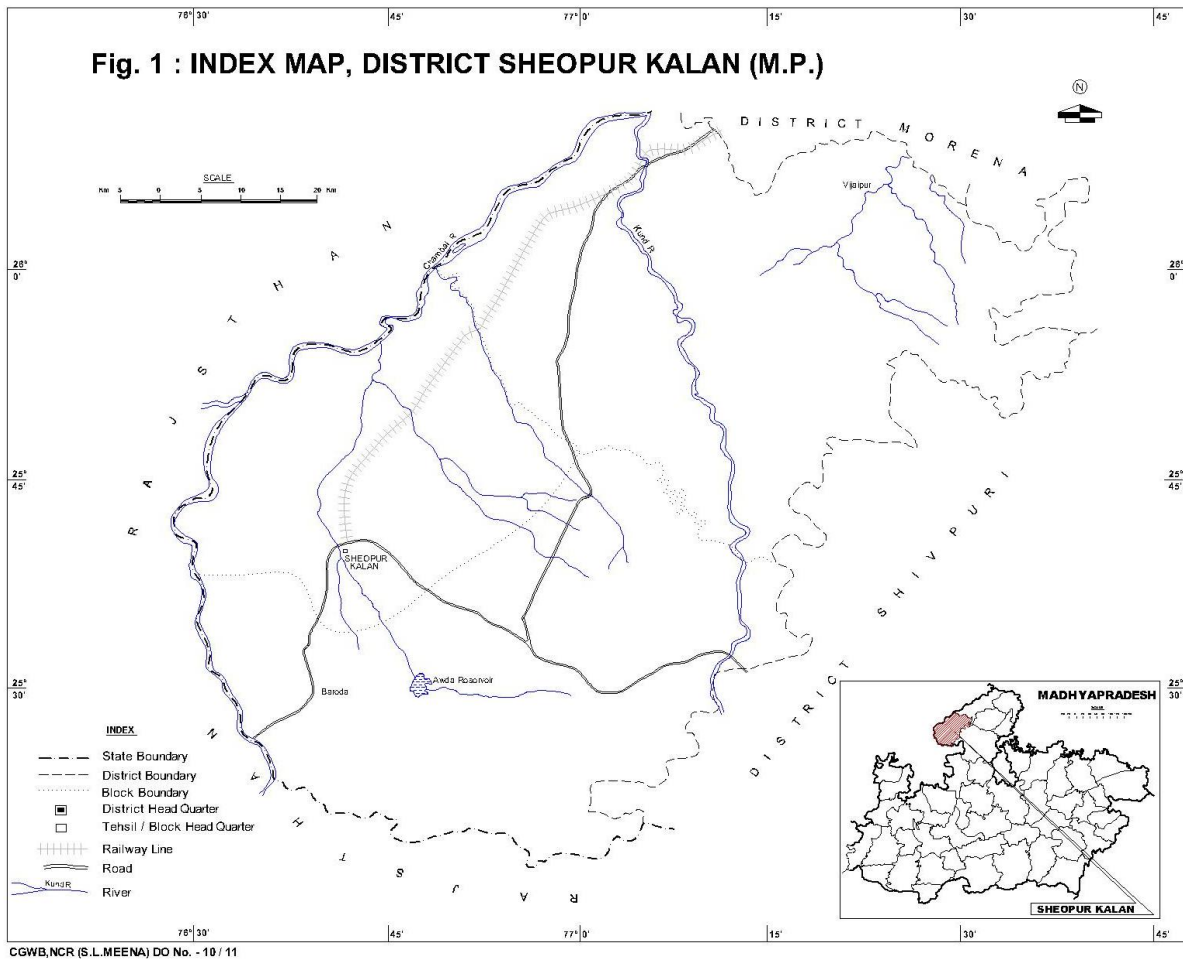 76° 30' 45' 77° 0' 15' 30' 45'
Fig. 1 : INDEX MAP, DISTRICT SHEOPUR KALAN (M.P.)
N
DISTRICT MORENA
SCALE
Km 5 0 5 10 15 20 Km
Vijaipur
RAJSTHAN
Chambal R
Kund R
26° 0'
26° 0'
25° 45'
25° 45'
SHEOPUR
KALAN
DISTRICT SHIVPURI
Baroda
Awda Reservoir
25° 30'
25° 30'
RAJSTHAN
INDEX
State Boundary
District Boundary
Block Boundary
District Head Quarter
Tehsil / Block Head Quarter
Railway Line
Road
Kund R
River
MADHYAPRADESH
SHEOPUR KALAN
76° 30' 45' 77° 0' 15' 30' 45'
CGWB,NCR (S.L.MEENA) DO No. - 10 / 11